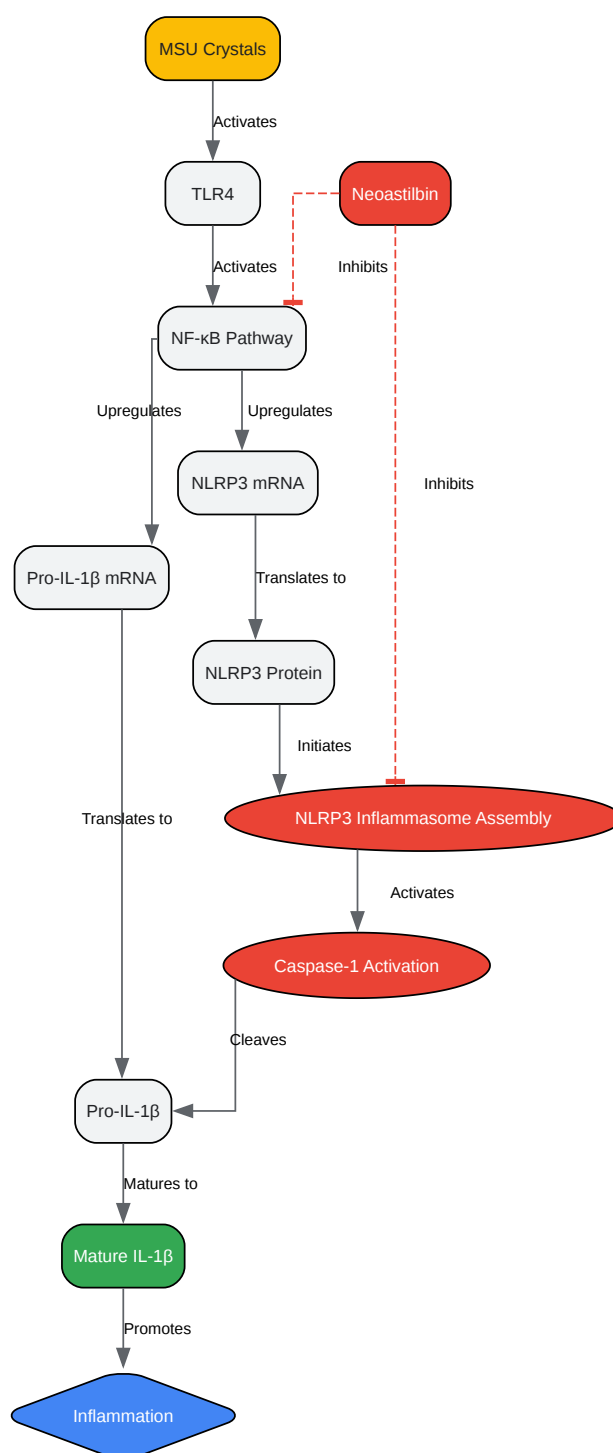 MSU Crystals
Activates
TLR4
Neoastilbin
Activates
Inhibits
NF-κB Pathway
Upregulates
Upregulates
NLRP3 mRNA
Inhibits
Pro-IL-1β mRNA
Translates to
NLRP3 Protein
Initiates
Translates to
NLRP3 Inflammasome Assembly
Activates
Caspase-1 Activation
Cleaves
Pro-IL-1β
Matures to
Mature IL-1β
Promotes
Inflammation